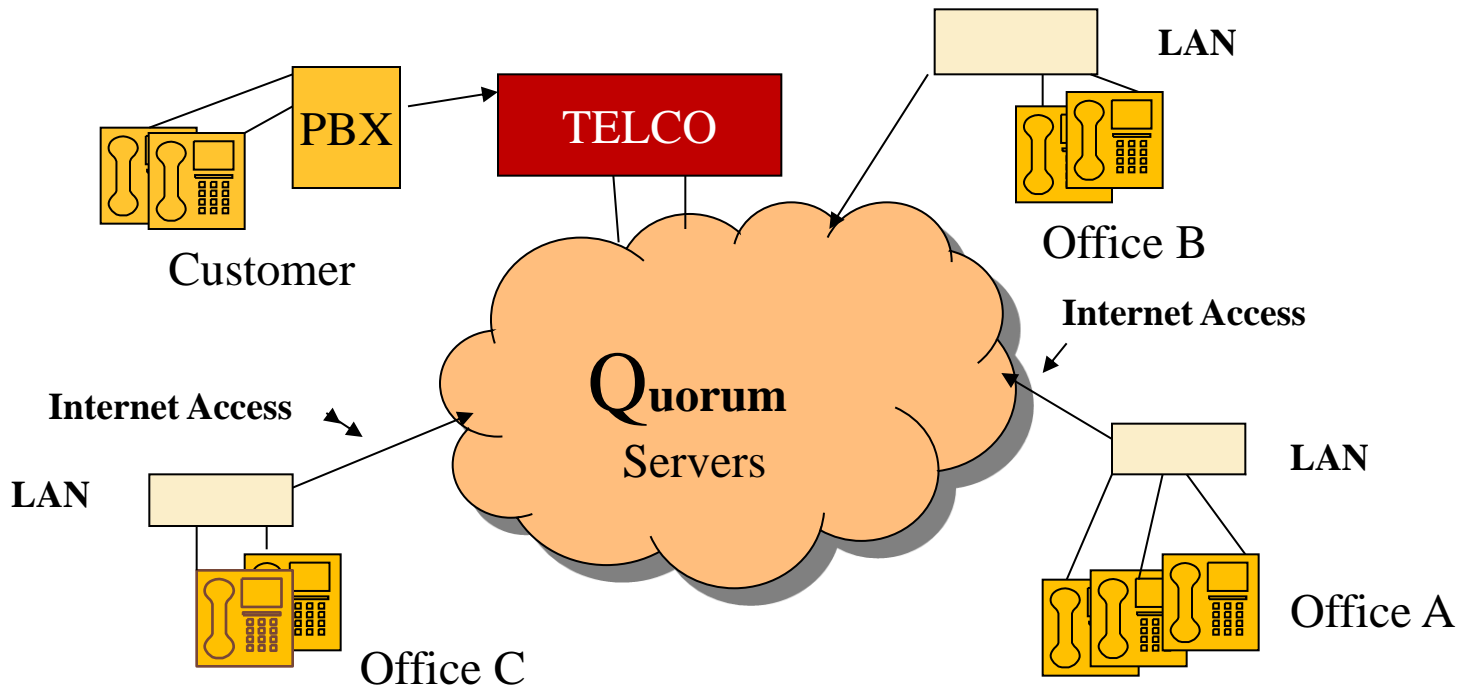 LAN
PBX
TELCO
Customer
Office B
Internet Access
Quorum
Servers
Internet Access
LAN
LAN
Office A
Office C